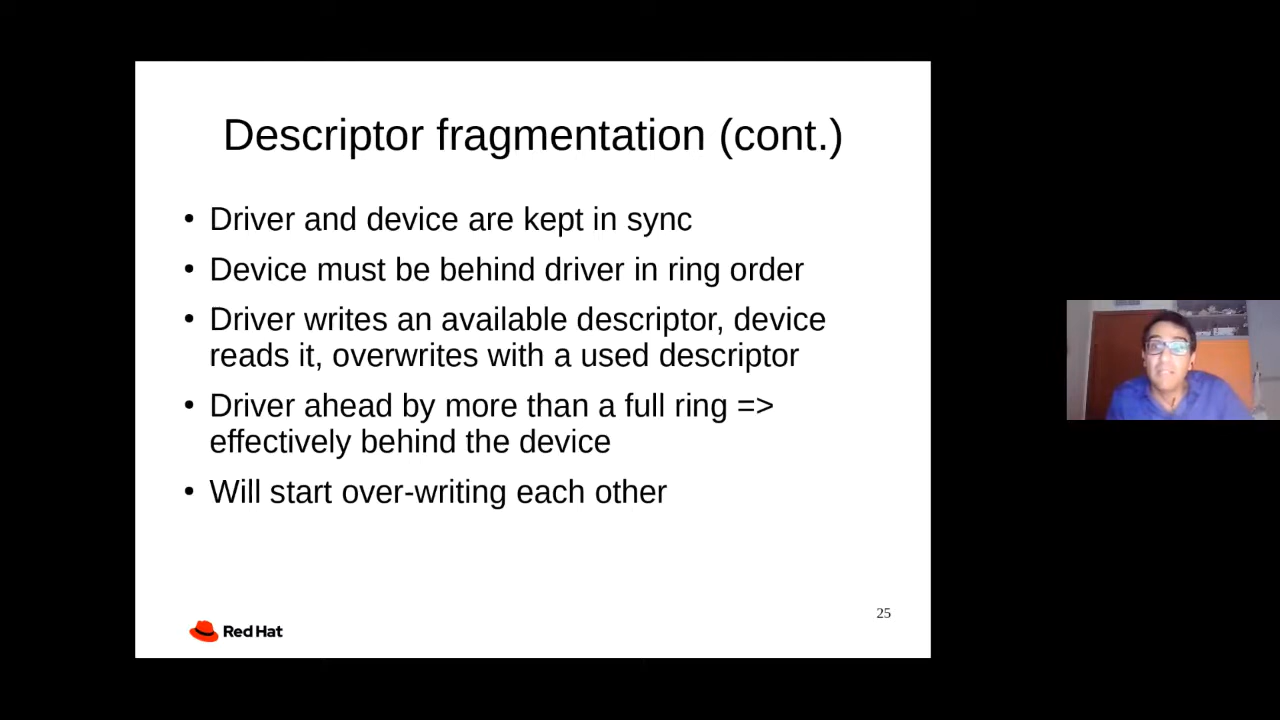 Descriptor fragmentation (cont.)
• Driver and device are kept in sync
• Device must be behind driver in ring order
• Driver writes an available descriptor, device
reads it, overwrites with a used descriptor
• Driver ahead by more than a full ring =>
effectively behind the device
• Will start over-writing each other
25
Red Hat